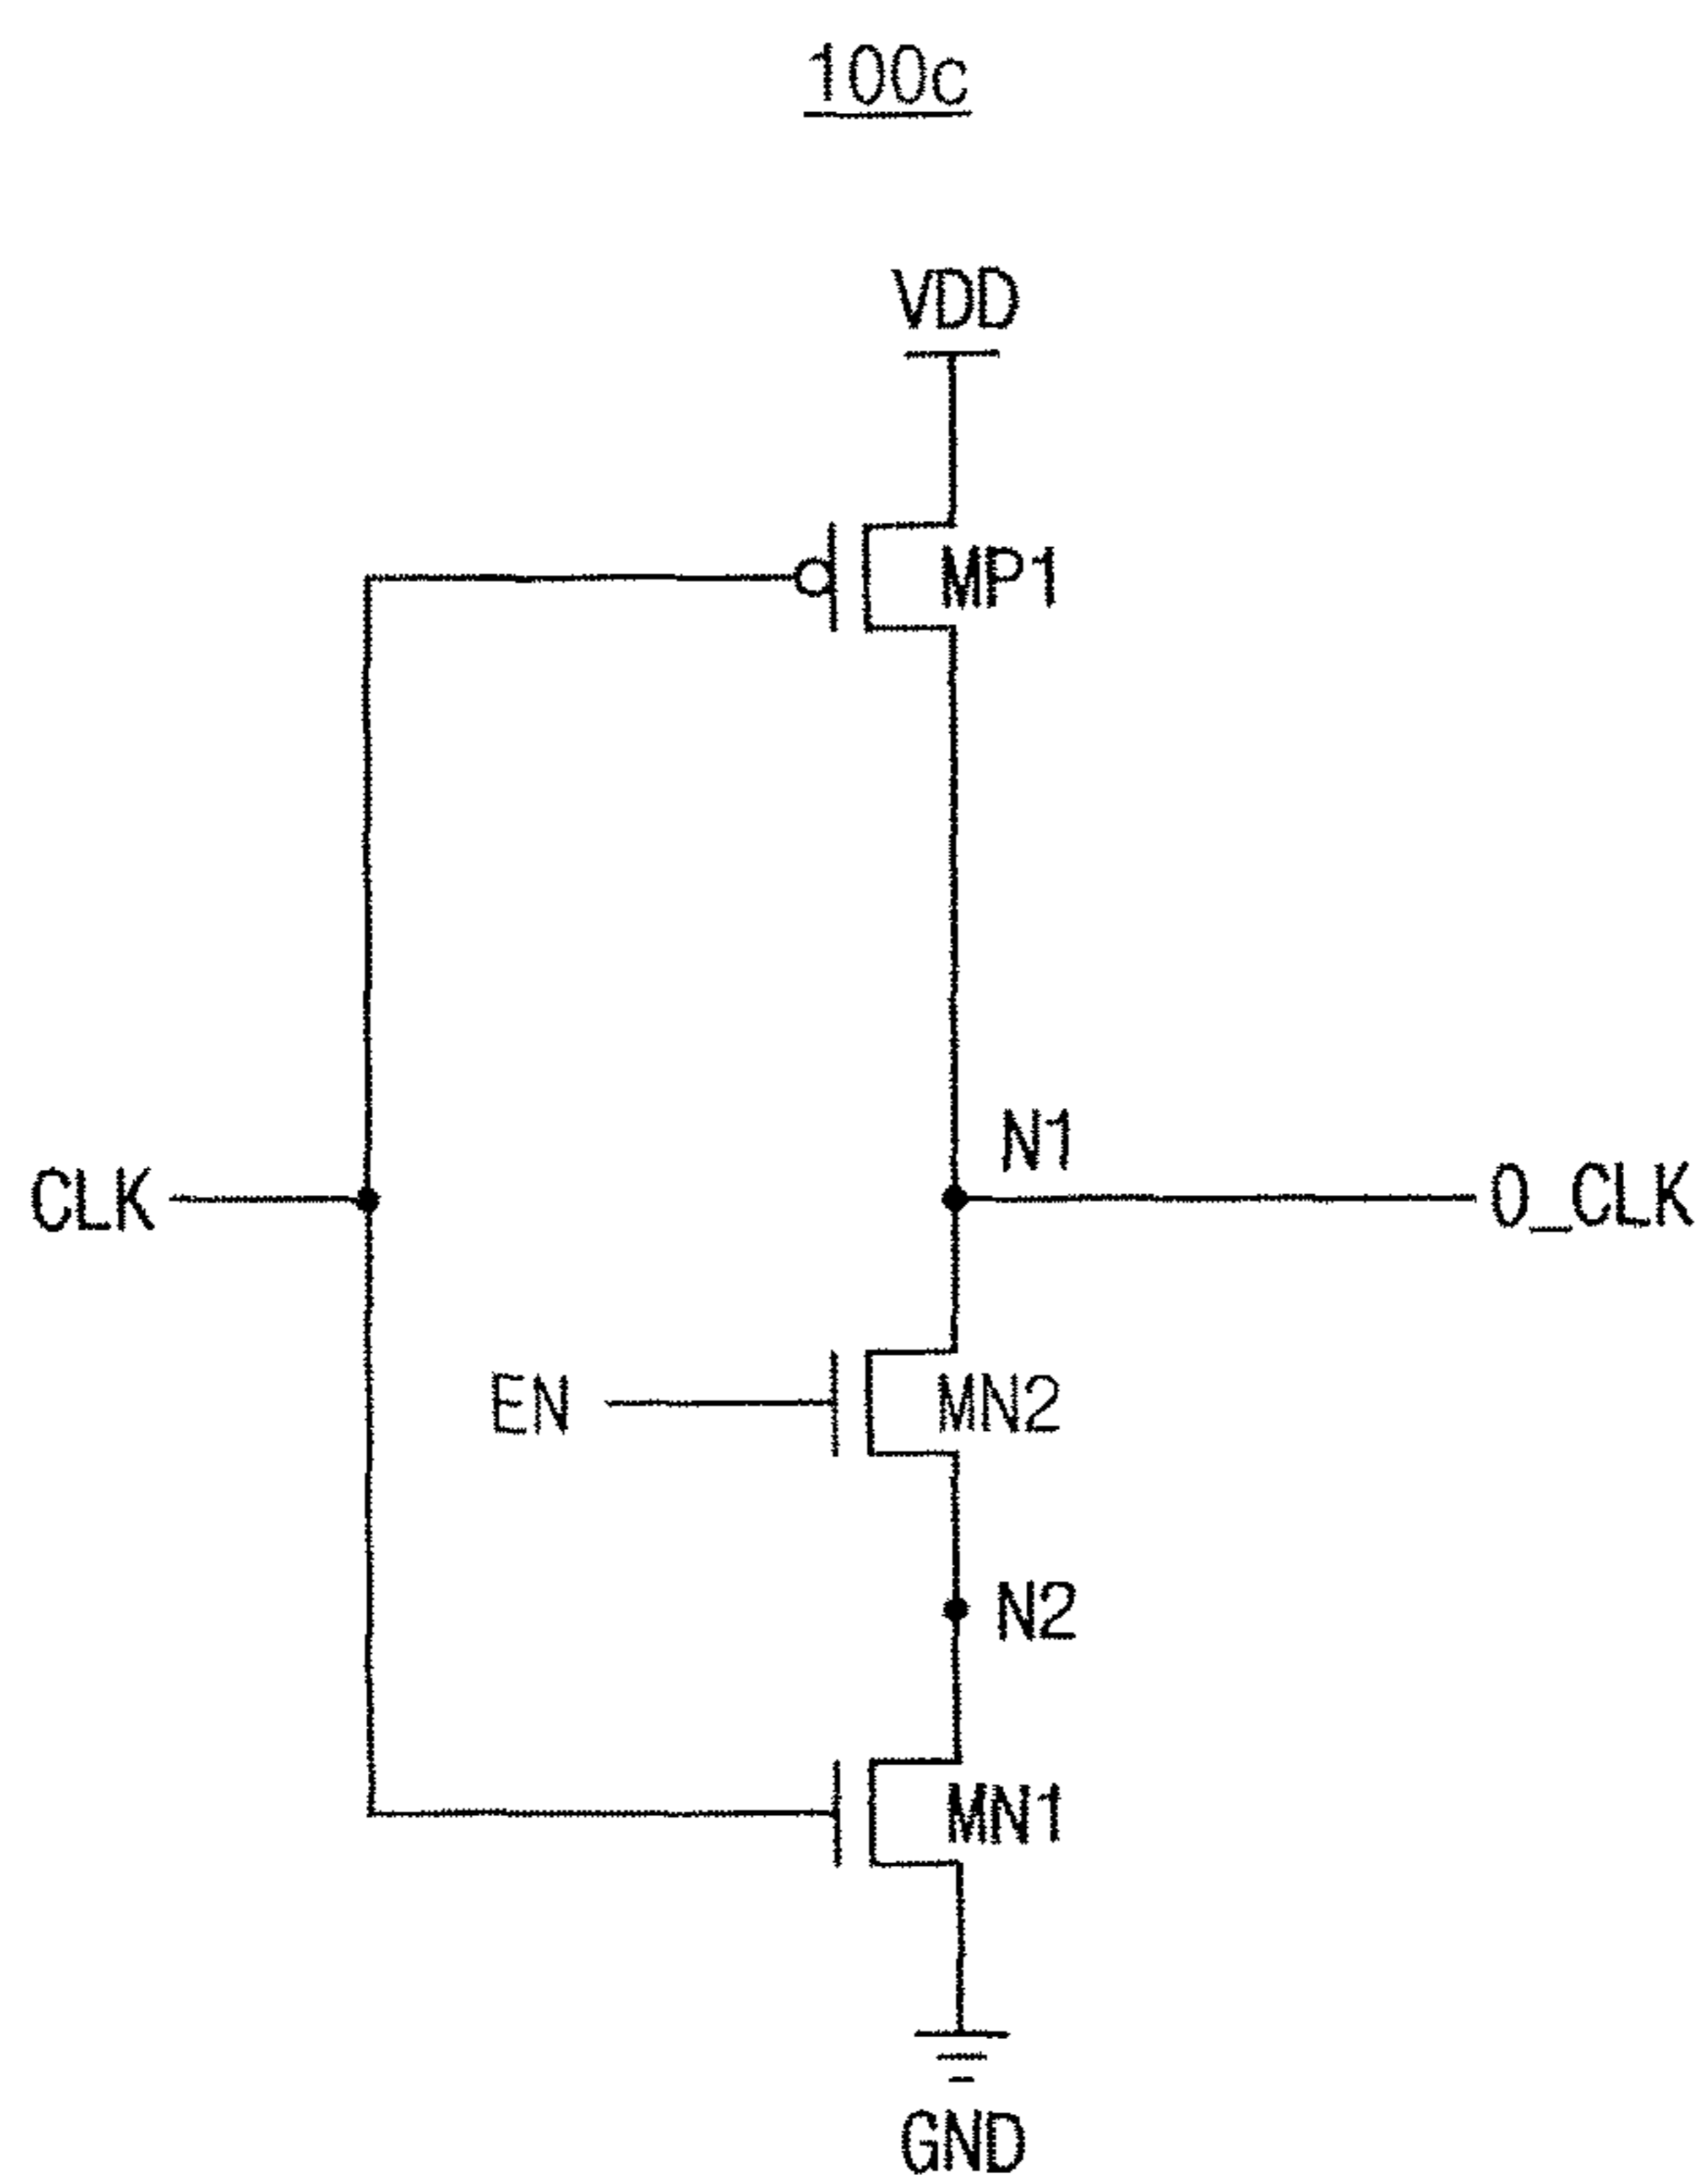 100c
VDD
MP1
N1
CLK
O_CLK
EN
MN2
N2
MN1
GND